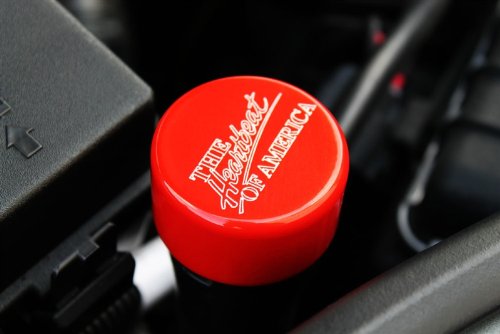 THE
Heartbeat
OF AMERICA